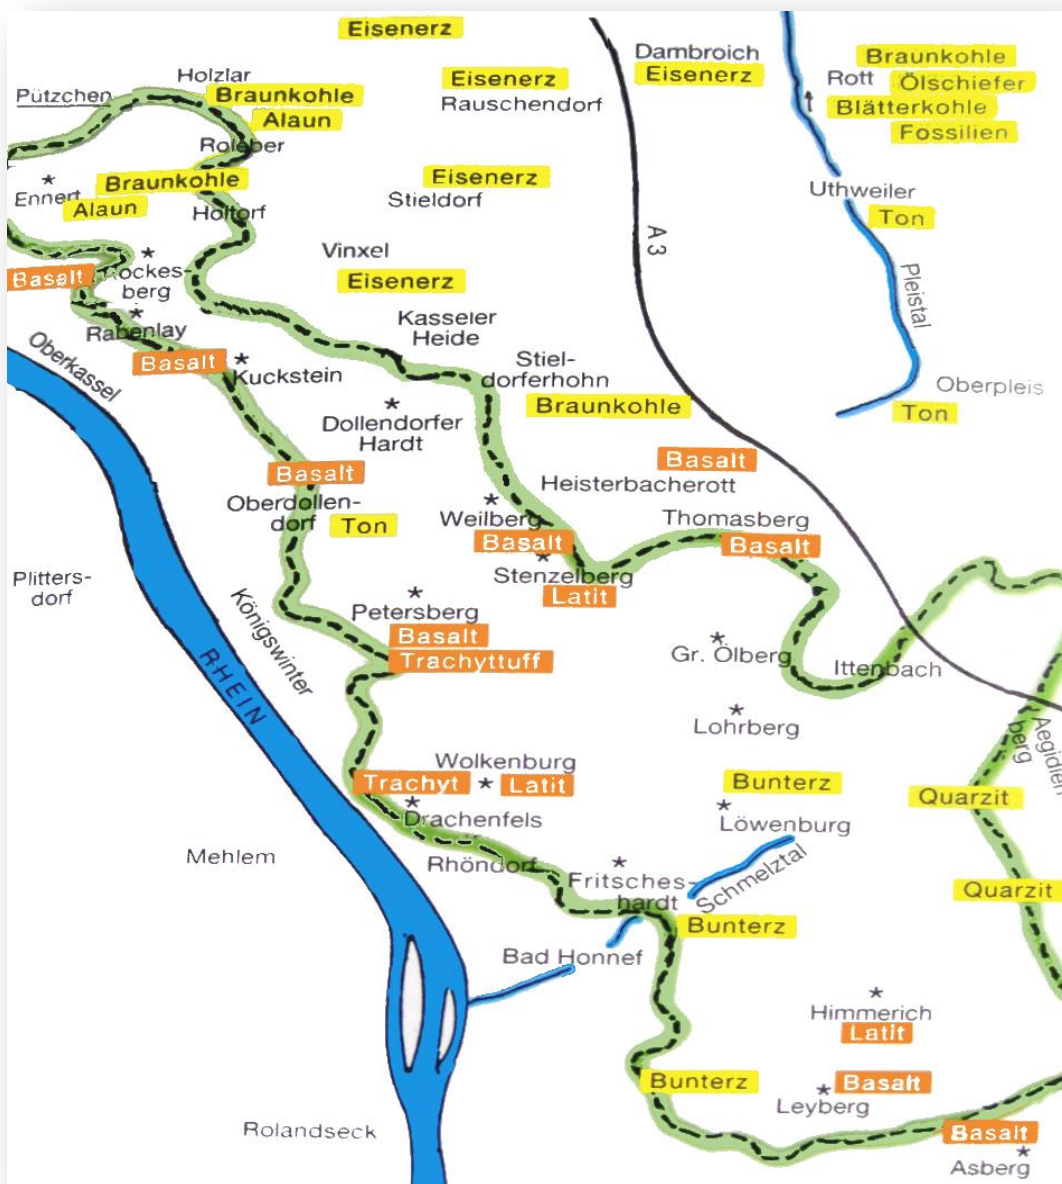 Eisenerz
Dambroich
Eisenerz
Braunkohle
Rott
Ölschiefer
Blätterkohle
Fossilien
Holzlar
Pützchen
Braunkohle
Alaun
Eisenerz
Rauschendorf
Roleber
Ennert
Braunkohle
Alaun
Holtorf
Eisenerz
Stieldorf
Uthweiler
Ton
A3
Vinxel
Eisenerz
Pleistal
Basalt
Rockes-
berg
Rabenlay
Oberkassel
Basalt
Kuckstein
Kasseler
Heide
Stiel-
dorferhohn
Braunkohle
Oberpleis
Ton
Dollendorfer
Hardt
Basalt
Oberdollen-
dorf
Ton
Basalt
Heisterbacherott
Weilberg
Basalt
Thomasberg
Basalt
Stenzelberg
Latit
Plitters-
dorf
Königswinter
Petersberg
Basalt
Trachyttuff
Gr. Ölberg
Ittenbach
RHEIN
Lohrberg
Aegidien
berg
Wolkenburg
Trachyt
Latit
Drachenfels
Bunterz
Löwenburg
Quarzit
Mehlem
Rhöndorf
Fritsches-
hardt
Schmelztal
Quarzit
Bunterz
Bad Honnef
Himmerich
Latit
Bunterz
Basalt
Leyberg
Rolandseck
Basalt
Asberg